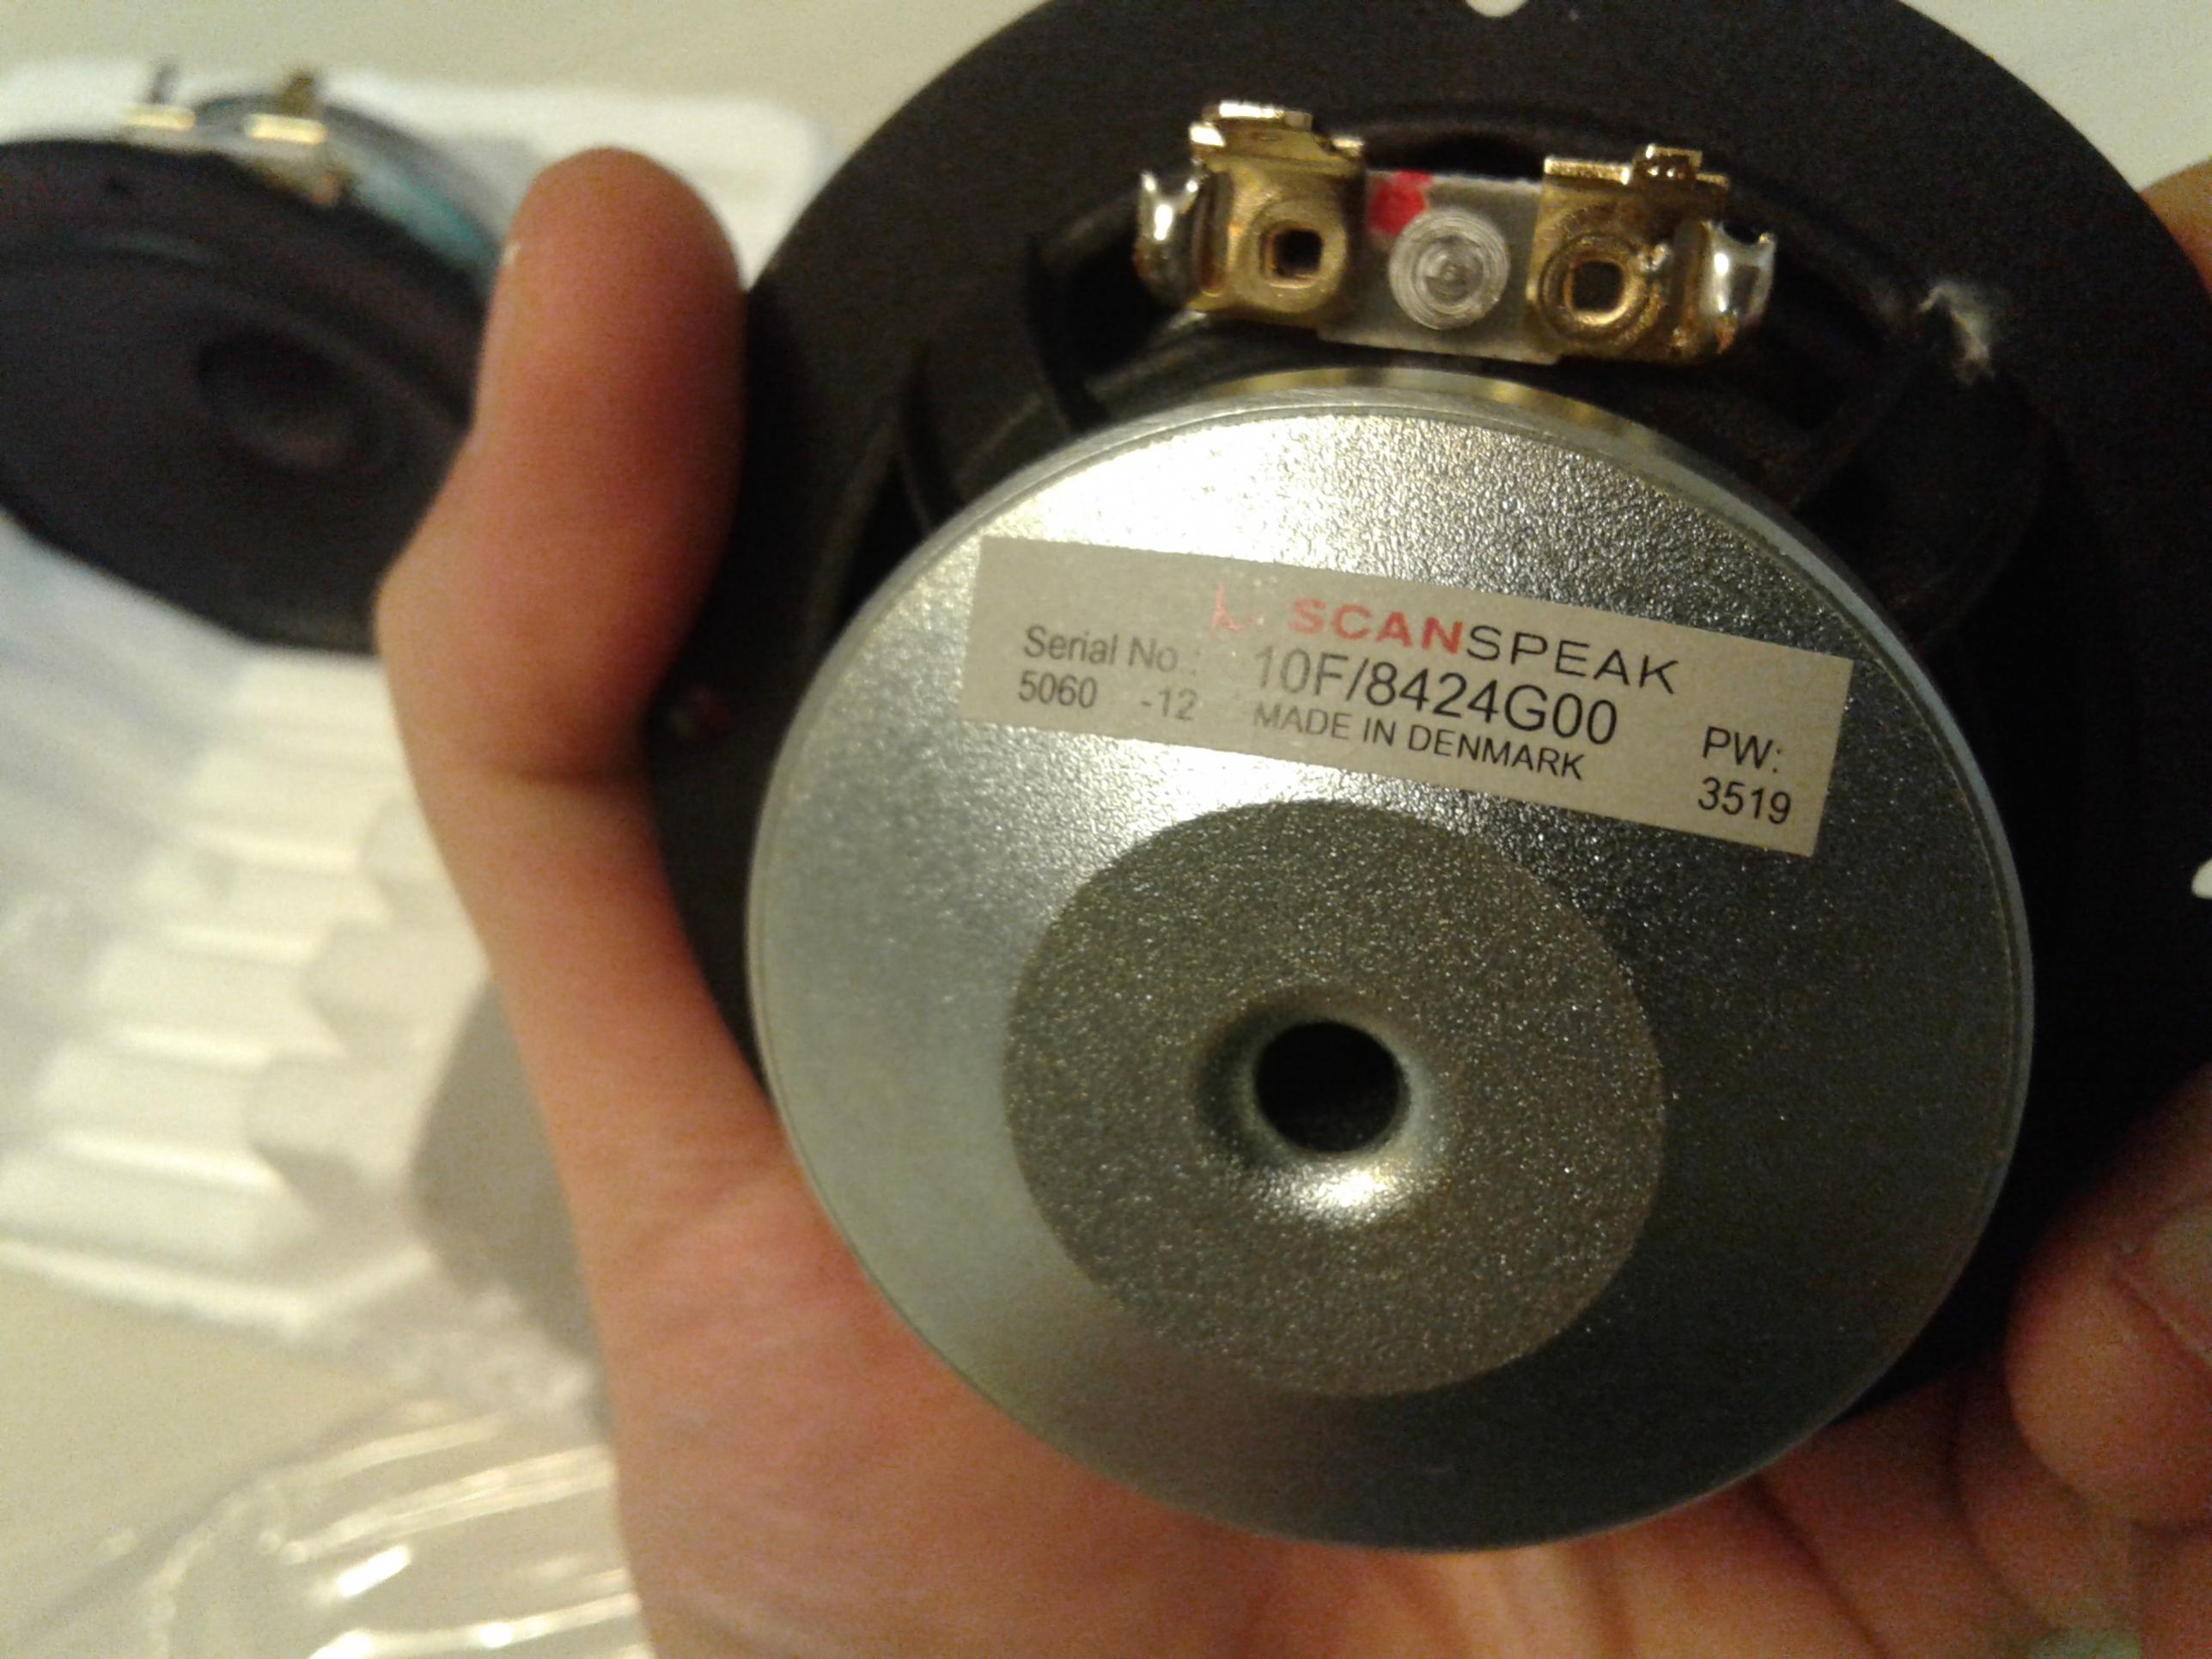 SCANSPEAK
Serial No.: 10F/8424G00 PW:
5060 -12 MADE IN DENMARK 3519